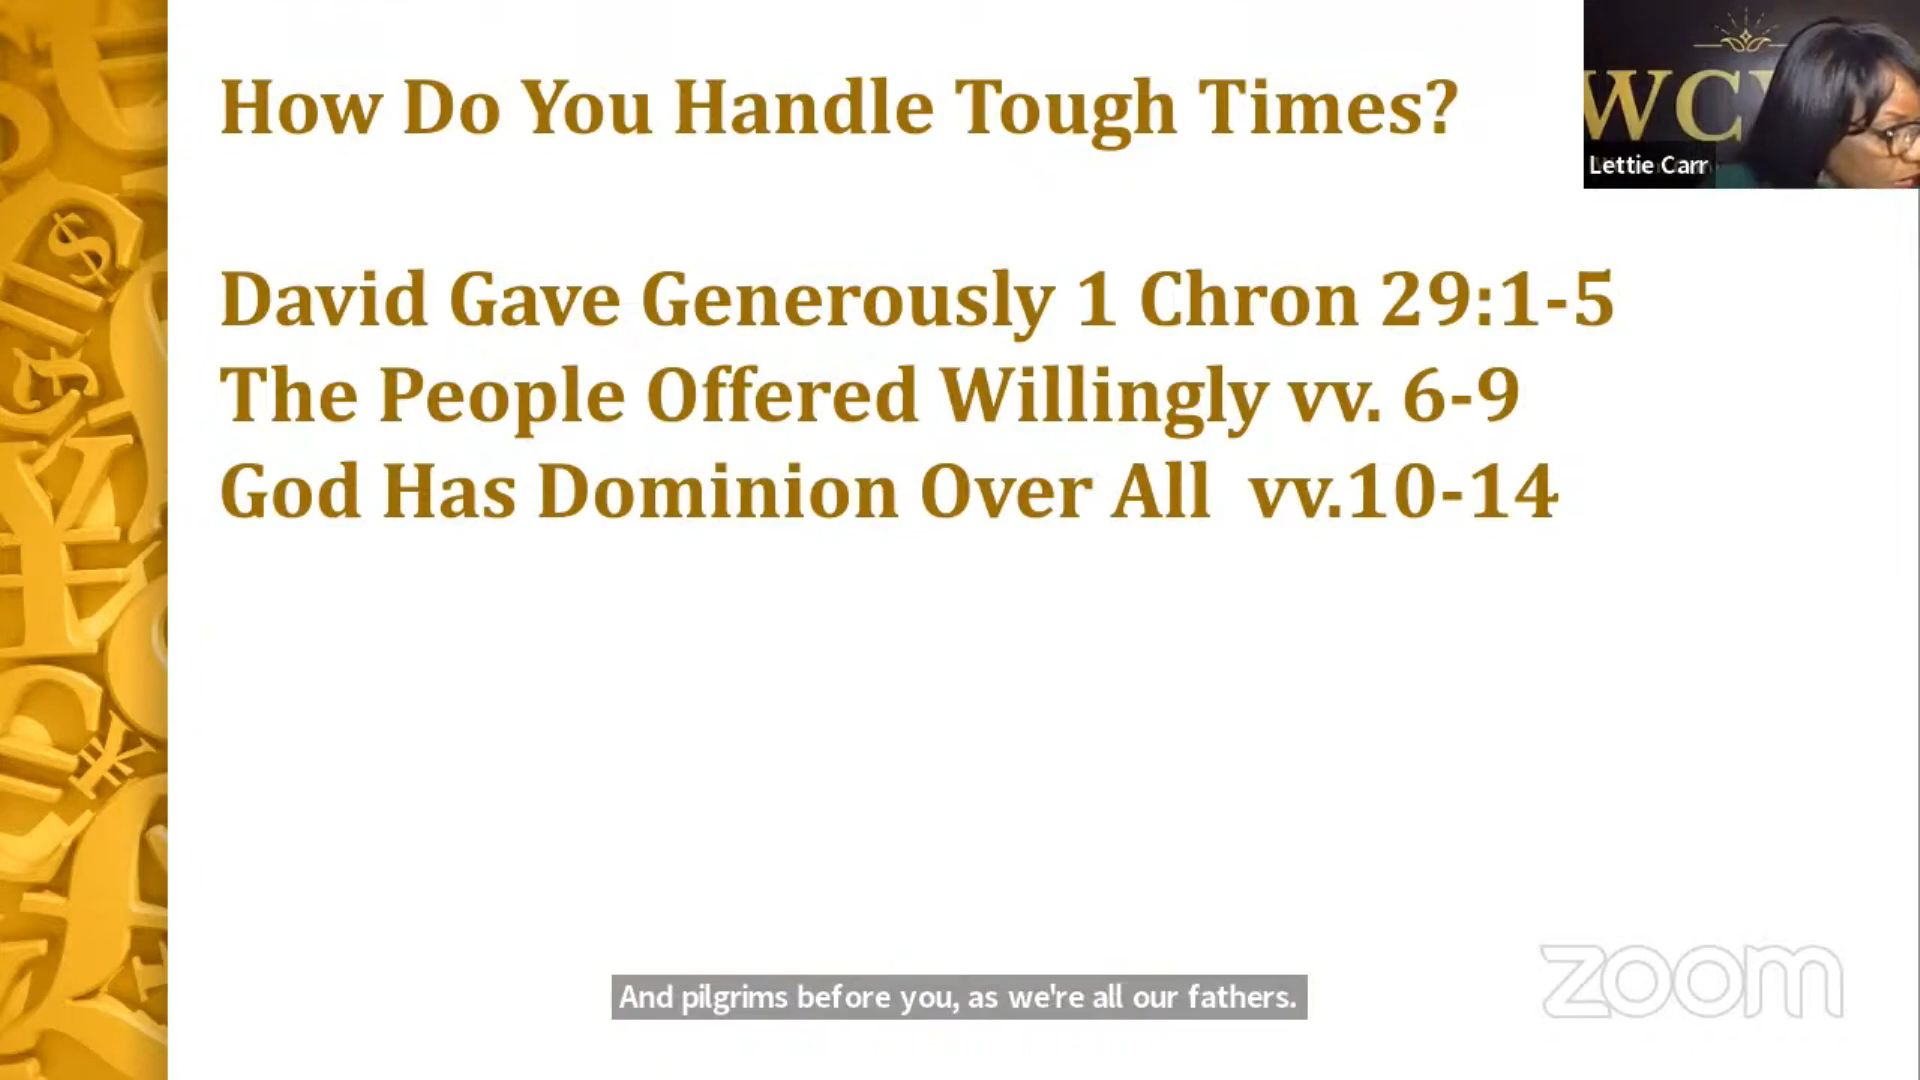 How Do You Handle Tough Times?
WC
Lettie Carr
David Gave Generously 1 Chron 29:1-5
The People Offered Willingly vv. 6-9
God Has Dominion Over All vv.10-14
And pilgrims before you, as we're all our fathers.
zoom